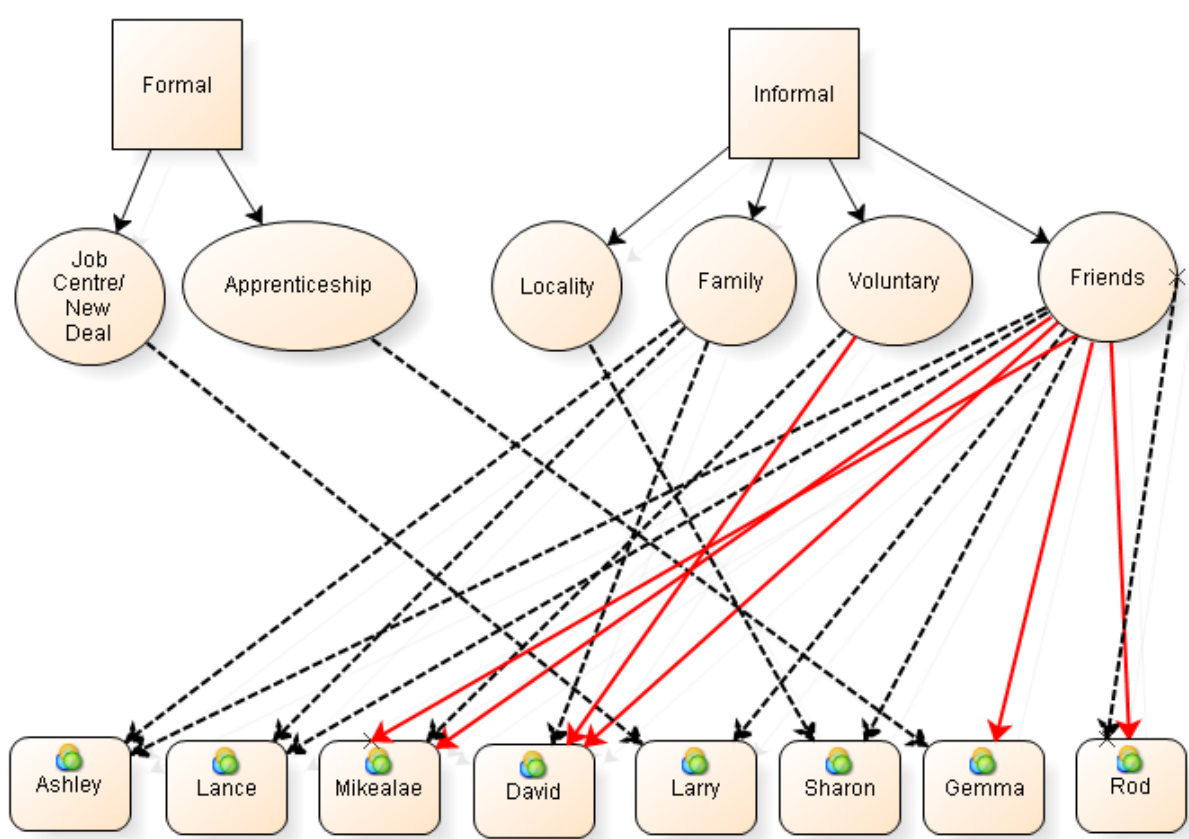 Formal
Informal
Job
Centre/
New
Deal
Apprenticeship
Locality
Family
Voluntary
Friends
Ashley
Lance
Mikealae
David
Larry
Sharon
Gemma
Rod